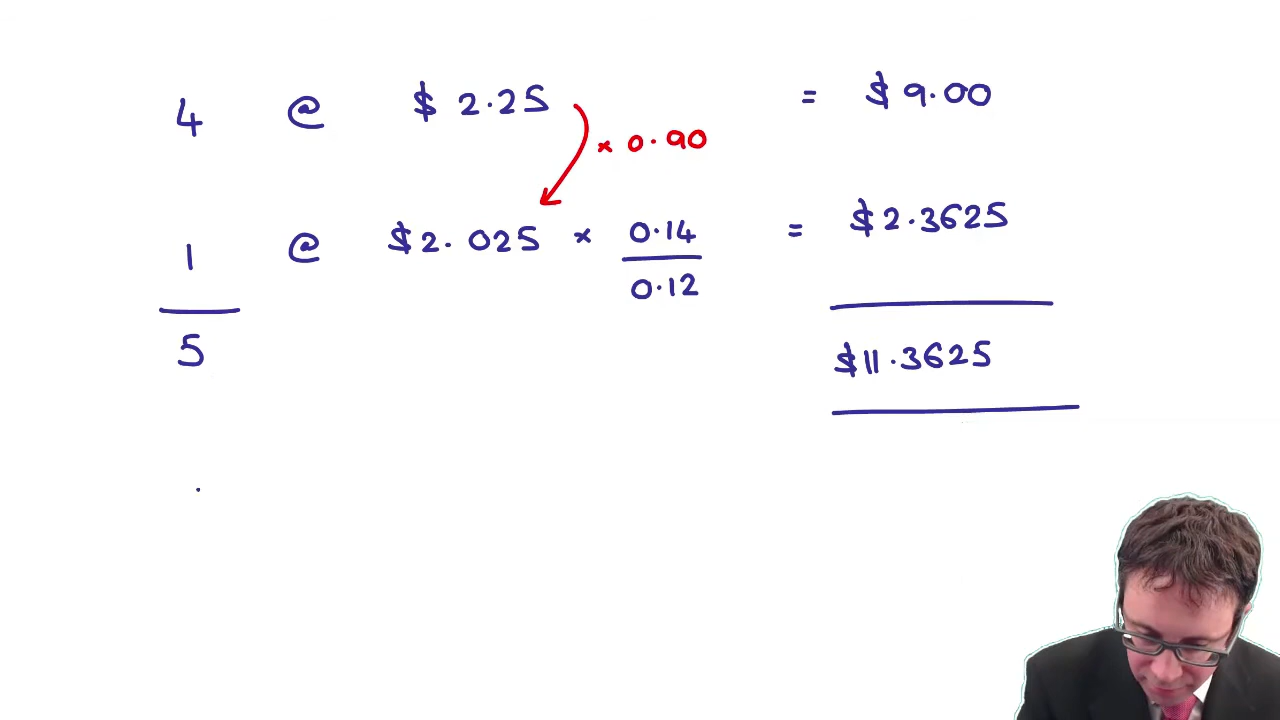 4 @ $ 2.25 = $ 9.00
× 0.90
1 @ $2.025 × 0.14 = $2.3625
0.12
5 $11.3625